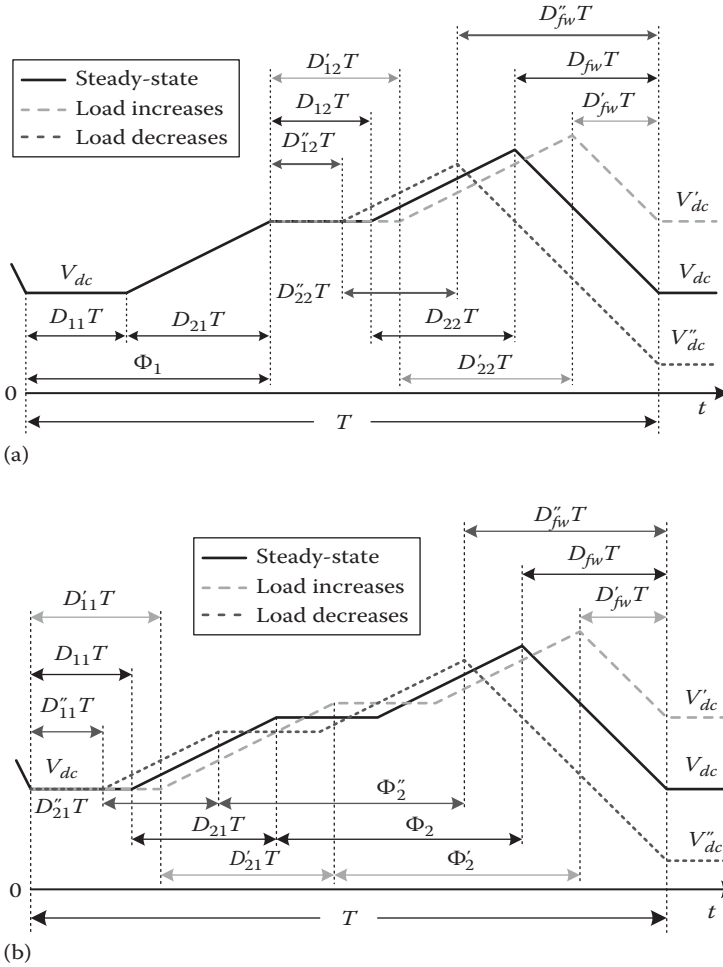 D″fwT
D′12T
DfwT
Steady-state
Load increases
Load decreases
D12T
D′fwT
D″12T
V′dc
Vdc
D″22T
Vdc
D11T
D21T
D22T
V″dc
Φ1
D′22T
0
t
T
(a)
D″fwT
Steady-state
Load increases
Load decreases
DfwT
D′11T
D′fwT
D11T
D″11T
V′dc
Vdc
Vdc
D″21T
Φ″2
D21T
Φ2
V″dc
D′21T
Φ′2
0
t
T
(b)